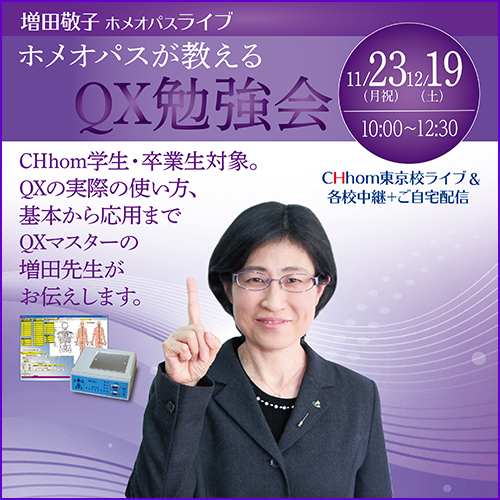 増田敬子 ホメオパスライブ
ホメオパスが教える
QX勉強会
11/23(月祝) 12/19(土)
10:00~12:30
CHhom東京校ライブ&
各校中継+ご自宅配信
CHhom学生・卒業生対象。
QXの実際の使い方、
基本から応用まで
QXマスターの
増田先生が
お伝えします。